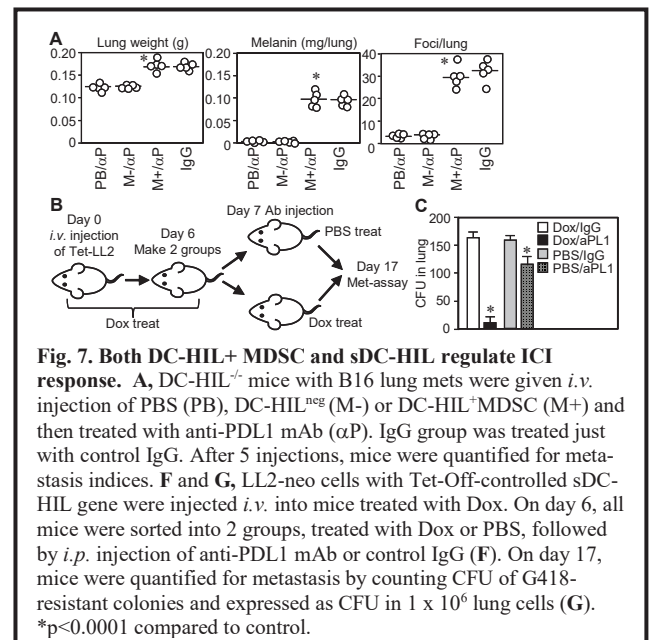 A
Lung weight (g)
Melanin (mg/lung)
Foci/lung
0.20
0.15
0.10
0.05
0
*
PB/αP
M-/αP
M+/αP
IgG
0.20
0.15
0.10
0.05
0
*
PB/αP
M-/αP
M+/αP
IgG
40
30
20
10
0
*
PB/αP
M-/αP
M+/αP
IgG
B
Day 0
i.v. injection
of Tet-LL2
Day 6
Make 2 groups
Day 7 Ab injection
PBS treat
Day 17
Met-assay
Dox treat
Dox treat
C
CFU in lung
200
150
100
50
0
*
*
Dox/IgG
Dox/aPL1
PBS/IgG
PBS/aPL1
Fig. 7. Both DC-HIL+ MDSC and sDC-HIL regulate ICI
response. A, DC-HIL-/- mice with B16 lung mets were given i.v.
injection of PBS (PB), DC-HILneg (M-) or DC-HIL+MDSC (M+) and
then treated with anti-PDL1 mAb (αP). IgG group was treated just
with control IgG. After 5 injections, mice were quantified for meta-
stasis indices. F and G, LL2-neo cells with Tet-Off-controlled sDC-
HIL gene were injected i.v. into mice treated with Dox. On day 6, all
mice were sorted into 2 groups, treated with Dox or PBS, followed
by i.p. injection of anti-PDL1 mAb or control IgG (F). On day 17,
mice were quantified for metastasis by counting CFU of G418-
resistant colonies and expressed as CFU in 1 x 10⁶ lung cells (G).
*p<0.0001 compared to control.